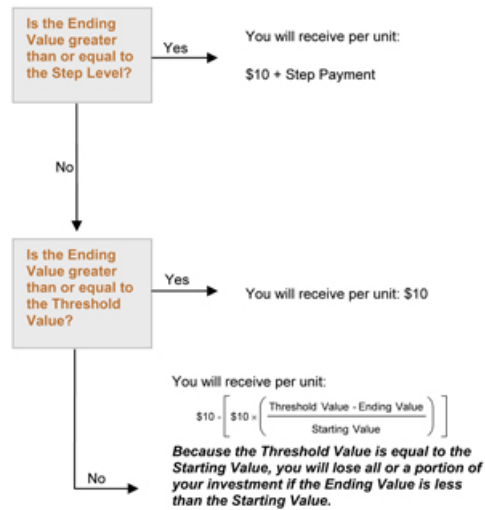 Is the Ending
Value greater
than or equal to
the Step Level?
Yes
You will receive per unit:
$10 + Step Payment
No
Is the Ending
Value greater
than or equal to
the Threshold
Value?
Yes
You will receive per unit: $10
You will receive per unit:
$10 - [ $10 × ( Threshold Value - Ending Value
Starting Value ) ]
Because the Threshold Value is equal to the
Starting Value, you will lose all or a portion of
your investment if the Ending Value is less
than the Starting Value.
No